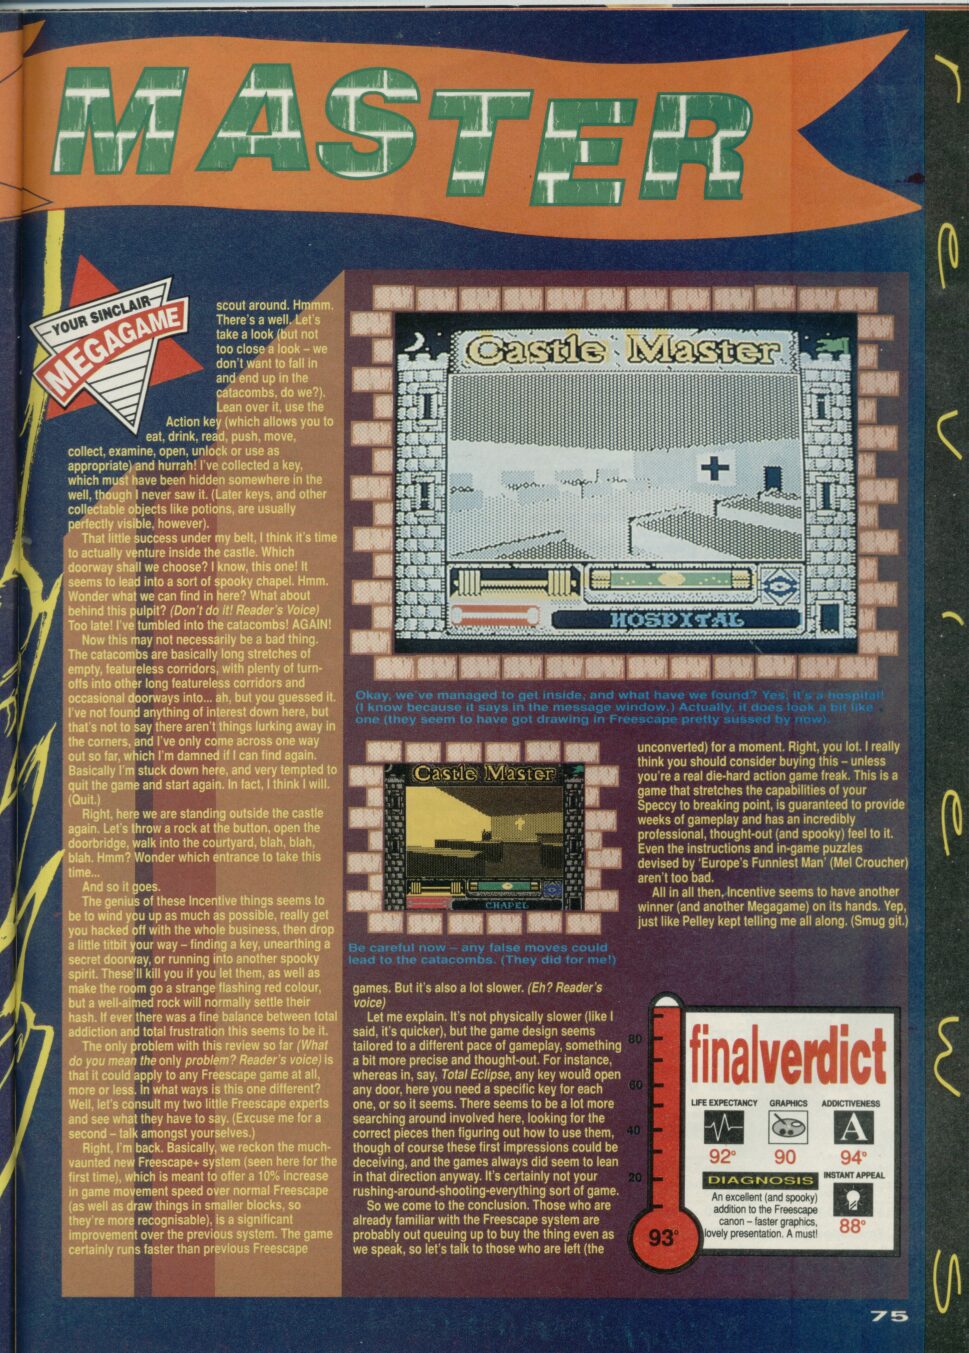 MASTER
YOUR SINCLAIR
MEGAGAME
scout around. Hmmm.
There's a well. Let's
take a look (but not
too close a look – we
don't want to fall in
and end up in the
catacombs, do we?).
Lean over it, use the
Action key (which allows you to
eat, drink, read, push, move,
collect, examine, open, unlock or use as
appropriate) and hurrah! I've collected a key,
which must have been hidden somewhere in the
well, though I never saw it. (Later keys, and other
collectable objects like potions, are usually
perfectly visible, however).
That little success under my belt, I think it's time
to actually venture inside the castle. Which
doorway shall we choose? I know, this one! It
seems to lead into a sort of spooky chapel. Hmm.
Wonder what we can find in here? What about
behind this pulpit? (Don't do it! Reader's Voice)
Too late! I've tumbled into the catacombs! AGAIN!
Now this may not necessarily be a bad thing.
The catacombs are basically long stretches of
empty, featureless corridors, with plenty of turn-
offs into other long featureless corridors and
occasional doorways into... ah, but you guessed it.
I've not found anything of interest down here, but
that's not to say there aren't things lurking away in
the corners, and I've only come across one way
out so far, which I'm damned if I can find again.
Basically I'm stuck down here, and very tempted to
quit the game and start again. In fact, I think I will.
(Quit.)
Right, here we are standing outside the castle
again. Let's throw a rock at the button, open the
doorbridge, walk into the courtyard, blah, blah,
blah. Hmm? Wonder which entrance to take this
time...
And so it goes.
The genius of these Incentive things seems to
be to wind you up as much as possible, really get
you hacked off with the whole business, then drop
a little titbit your way – finding a key, unearthing a
secret doorway, or running into another spooky
spirit. These'll kill you if you let them, as well as
make the room go a strange flashing red colour,
but a well-aimed rock will normally settle their
hash. If ever there was a fine balance between total
addiction and total frustration this seems to be it.
The only problem with this review so far (What
do you mean the only problem? Reader's voice) is
that it could apply to any Freescape game at all,
more or less. In what ways is this one different?
Well, let's consult my two little Freescape experts
and see what they have to say. (Excuse me for a
second – talk amongst yourselves.)
Right, I'm back. Basically, we reckon the much-
vaunted new Freescape+ system (seen here for the
first time), which is meant to offer a 10% increase
in game movement speed over normal Freescape
(as well as draw things in smaller blocks, so
they're more recognisable), is a significant
improvement over the previous system. The game
certainly runs faster than previous Freescape
Castle Master
HOSPITAL
Okay, we've managed to get inside, and what have we found? Yes, it's a hospital!
(I know because it says in the message window.) Actually, it does look a bit like
one (they seem to have got drawing in Freescape pretty sussed by now).
Castle Master
CHAPEL
Be careful now – any false moves could
lead to the catacombs. (They did for me!)
games. But it's also a lot slower. (Eh? Reader's
voice)
Let me explain. It's not physically slower (like I
said, it's quicker), but the game design seems
tailored to a different pace of gameplay, something
a bit more precise and thought-out. For instance,
whereas in, say, Total Eclipse, any key would open
any door, here you need a specific key for each
one, or so it seems. There seems to be a lot more
searching around involved here, looking for the
correct pieces then figuring out how to use them,
though of course these first impressions could be
deceiving, and the games always did seem to lean
in that direction anyway. It's certainly not your
rushing-around-shooting-everything sort of game.
So we come to the conclusion. Those who are
already familiar with the Freescape system are
probably out queuing up to buy the thing even as
we speak, so let's talk to those who are left (the
unconverted) for a moment. Right, you lot. I really
think you should consider buying this – unless
you're a real die-hard action game freak. This is a
game that stretches the capabilities of your
Speccy to breaking point, is guaranteed to provide
weeks of gameplay and has an incredibly
professional, thought-out (and spooky) feel to it.
Even the instructions and in-game puzzles
devised by 'Europe's Funniest Man' (Mel Croucher)
aren't too bad.
All in all then, Incentive seems to have another
winner (and another Megagame) on its hands. Yep,
just like Pelley kept telling me all along. (Smug git.)
80
60
40
20
93°
finalverdict
LIFE EXPECTANCY GRAPHICS ADDICTIVENESS
A
92° 90 94°
DIAGNOSIS
An excellent (and spooky)
addition to the Freescape
canon – faster graphics,
lovely presentation. A must!
INSTANT APPEAL
88°
75
reviews